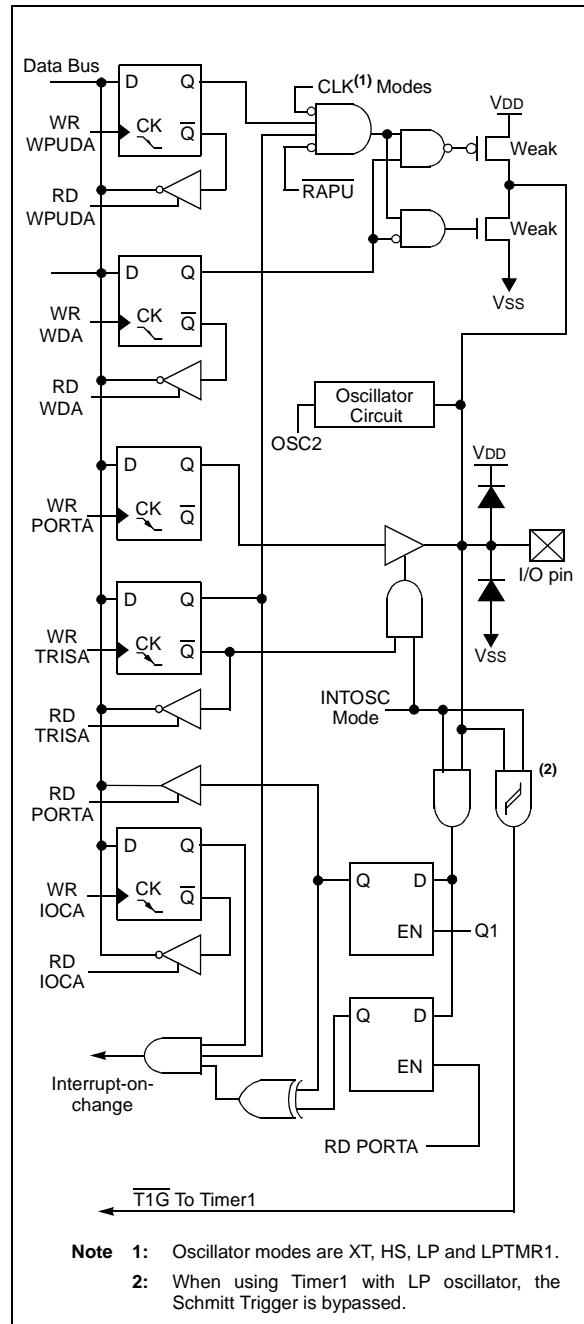 Data Bus
D Q
CLK(1) Modes
VDD
WR
WPUDA
CK
Q
Weak
RAPU
RD
WPUDA
Weak
D Q
VSS
WR
WDA
CK
Q
RD
WDA
Oscillator
Circuit
OSC2
VDD
D Q
WR
PORTA
CK
Q
I/O pin
D Q
WR
TRISA
CK
Q
VSS
INTOSC
Mode
RD
TRISA
(2)
RD
PORTA
D Q
Q D
WR
IOCA
CK
Q
EN
Q1
RD
IOCA
Q D
EN
Interrupt-on-
change
RD PORTA
T1G To Timer1
Note 1: Oscillator modes are XT, HS, LP and LPTMR1.
2: When using Timer1 with LP oscillator, the
Schmitt Trigger is bypassed.